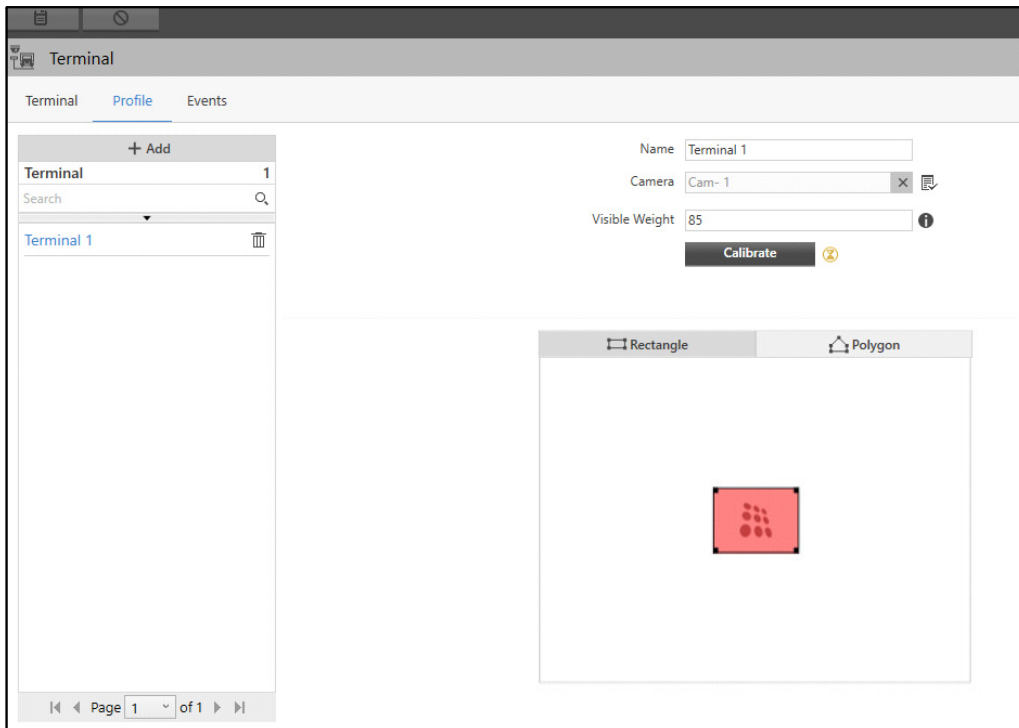 Terminal
Terminal Profile Events
+ Add
Terminal 1
Search
Terminal 1
Page 1 of 1
Name Terminal 1
Camera Cam- 1
Visible Weight 85
Calibrate
Rectangle Polygon